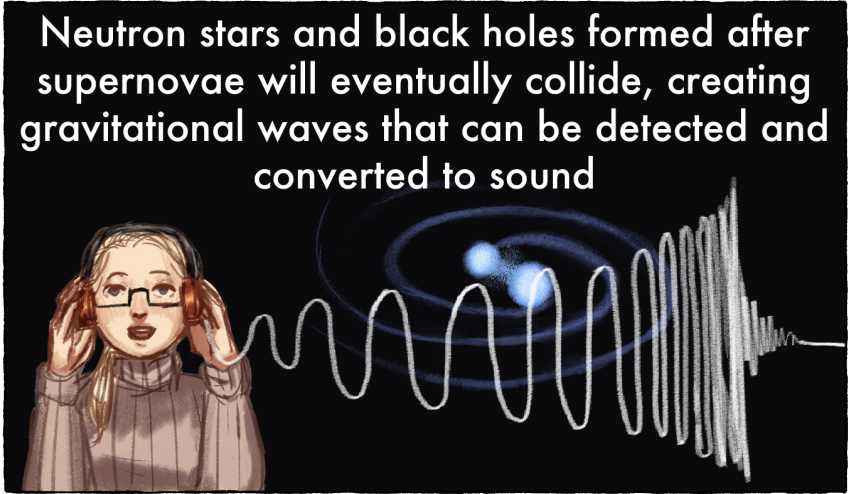 Neutron stars and black holes formed after
supernovae will eventually collide, creating
gravitational waves that can be detected and
converted to sound